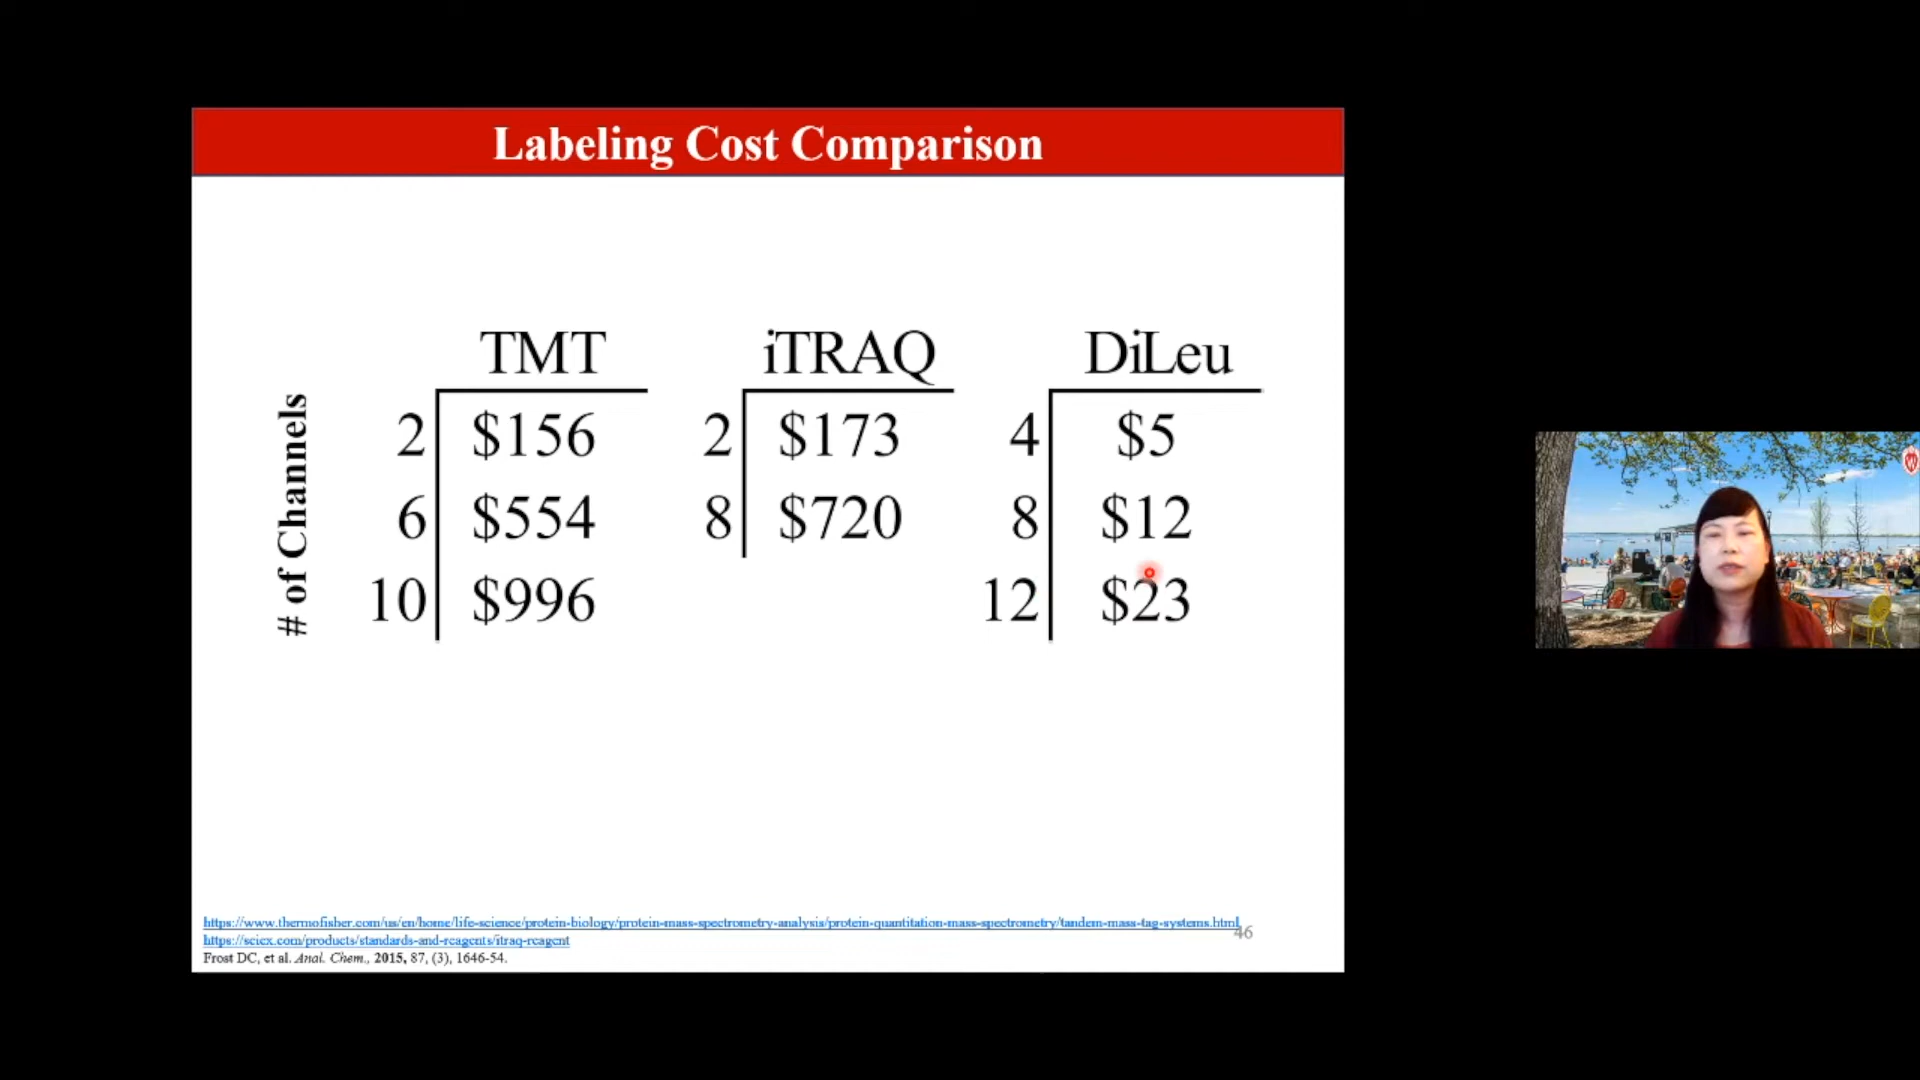 Labeling Cost Comparison
# of Channels
TMT
2 $156
6 $554
10 $996
iTRAQ
2 $173
8 $720
DiLeu
4 $5
8 $12
12 $23
https://www.thermofisher.com/us/en/home/life-science/protein-biology/protein-mass-spectrometry-analysis/protein-quantitation-mass-spectrometry/tandem-mass-tag-systems.html
https://sciex.com/products/standards-and-reagents/itraq-reagent
Frost DC, et al. Anal. Chem., 2015, 87, (3), 1646-54.
46
W